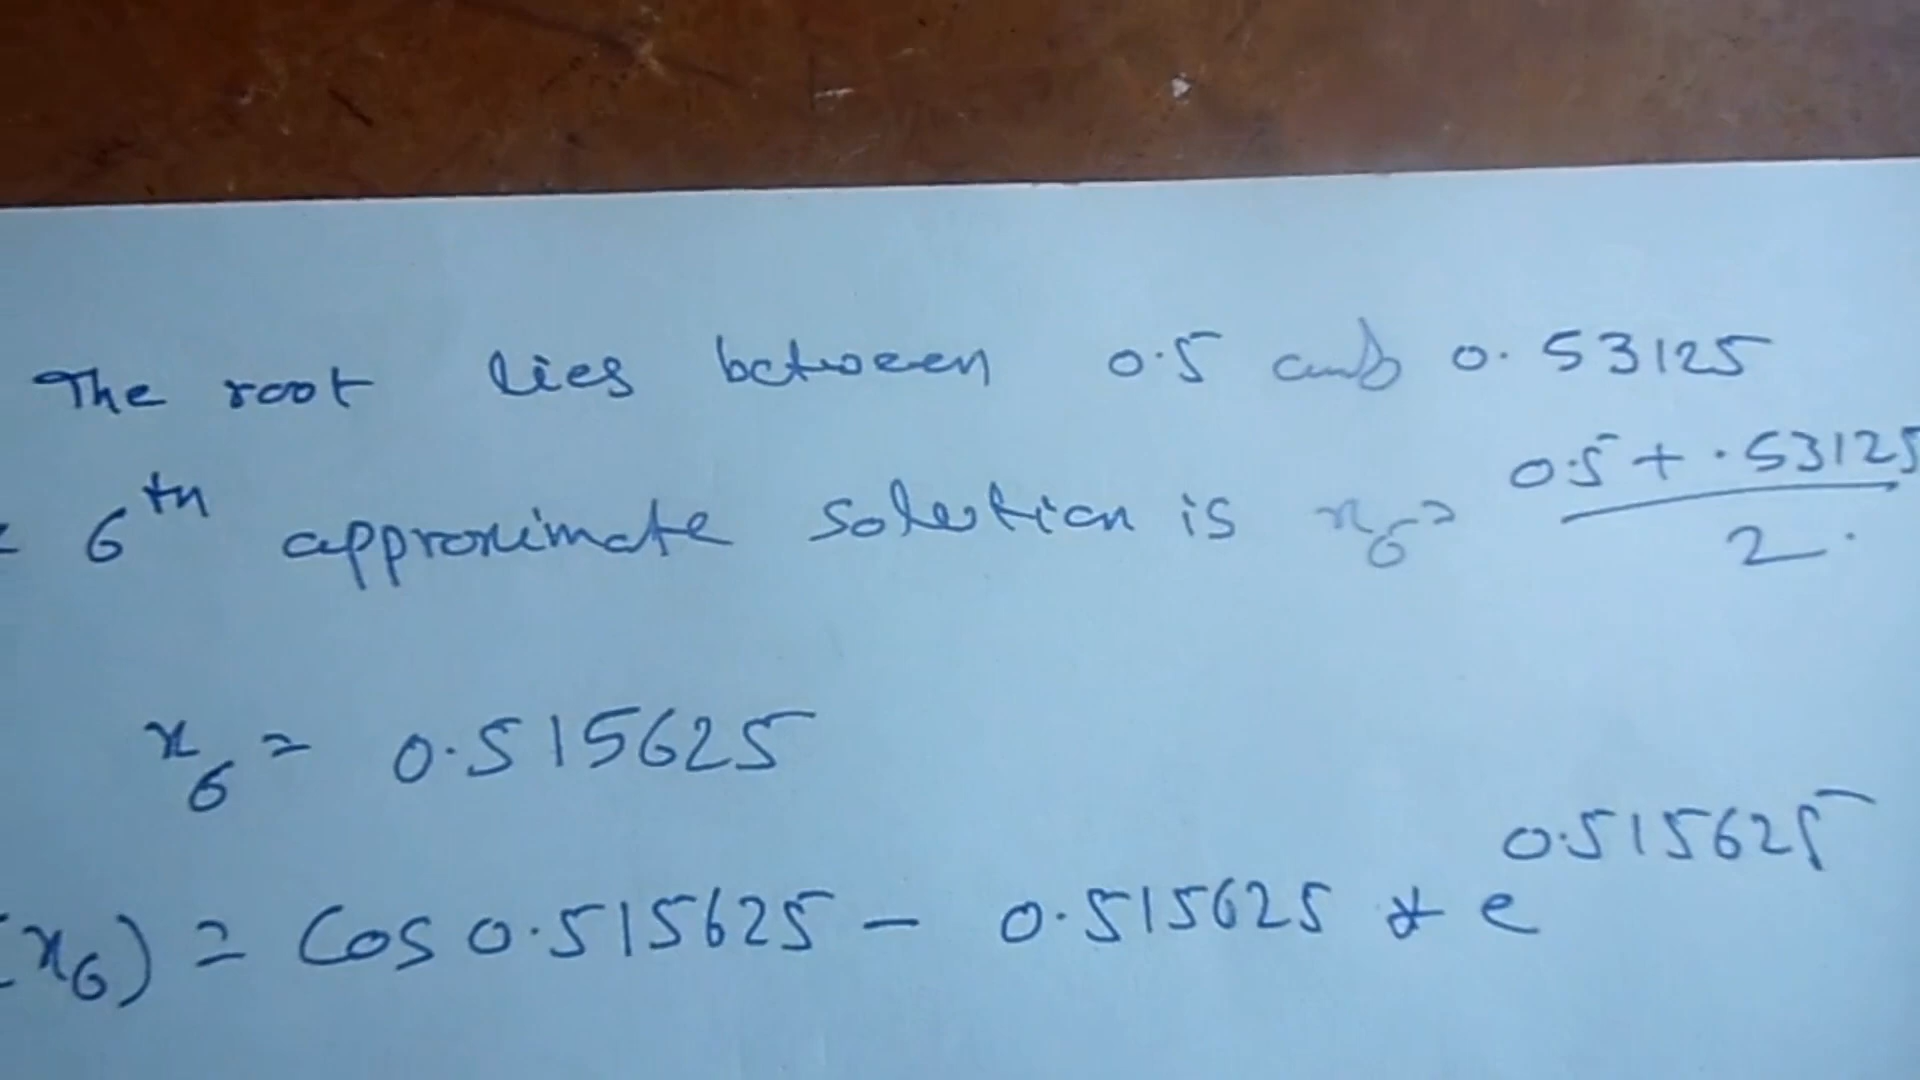 The root lies between 0.5 and 0.53125
6th approximate solution is x6 = 0.5 + .53125 / 2.
x6 = 0.515625
(x6) = Cos 0.515625 - 0.515625 * e^0.515625